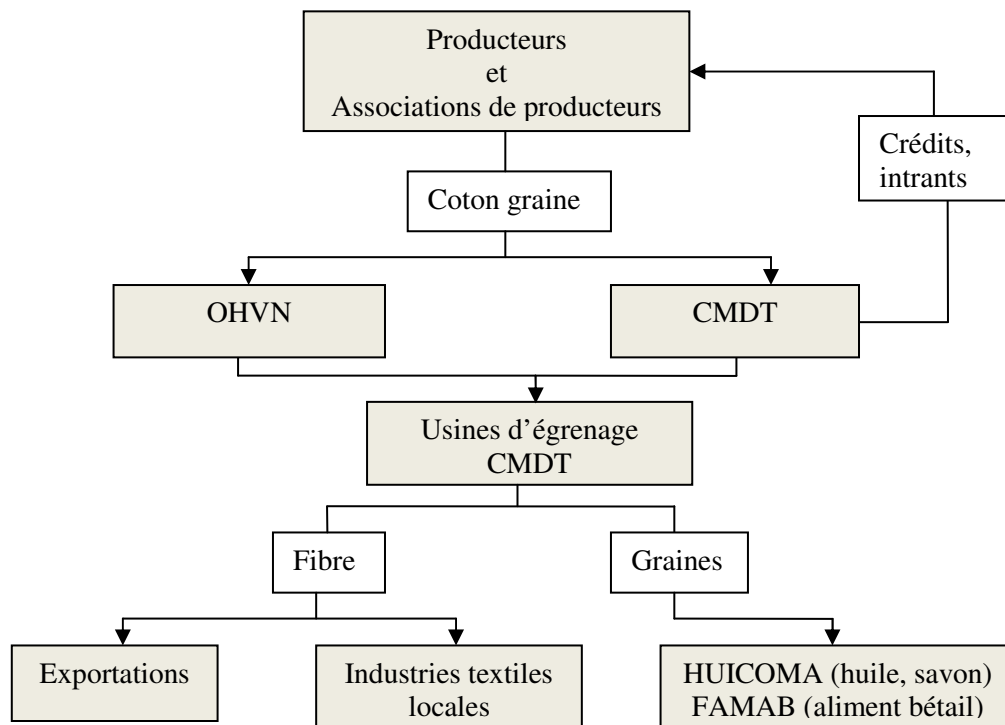 Producteurs
et
Associations de producteurs
Crédits,
intrants
Coton graine
OHVN
CMDT
Usines d’égrenage
CMDT
Fibre
Graines
Exportations
Industries textiles
locales
HUICOMA (huile, savon)
FAMAB (aliment bétail)